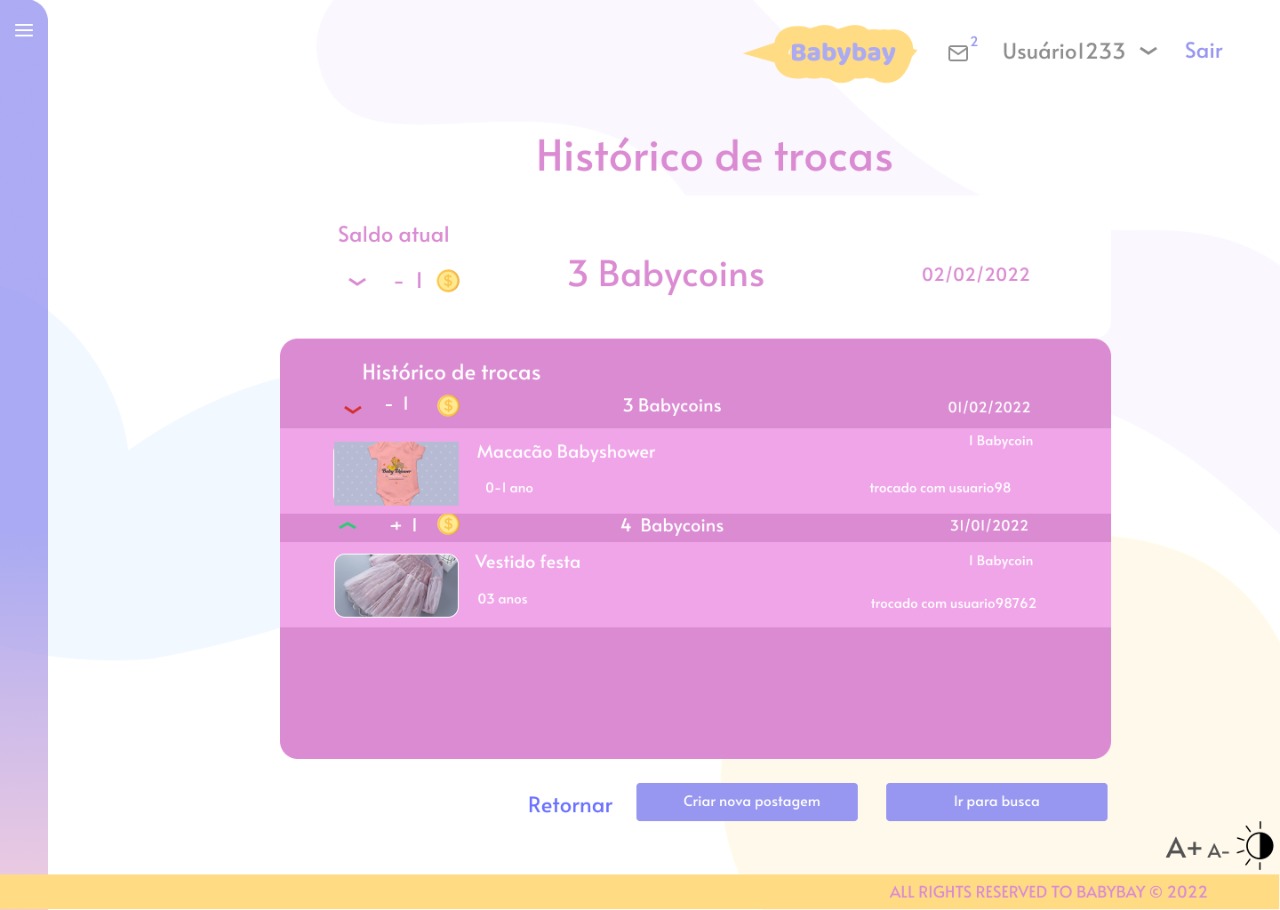 Babybay
2
Usuário1233
Sair
Histórico de trocas
Saldo atual
- 1
3 Babycoins
02/02/2022
Histórico de trocas
- 1
3 Babycoins
01/02/2022
1 Babycoin
Macacão Babyshower
Baby Shower
0-1 ano
trocado com usuario98
+ 1
4 Babycoins
31/01/2022
Vestido festa
1 Babycoin
03 anos
trocado com usuario98762
Retornar
Criar nova postagem
Ir para busca
A+ A-
ALL RIGHTS RESERVED TO BABYBAY © 2022